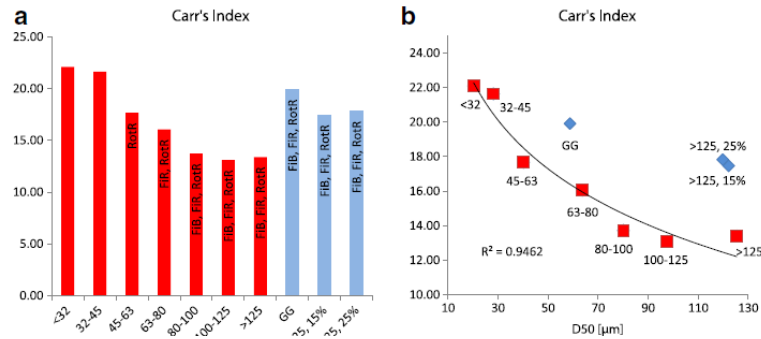 a
Carr's Index
25.00
20.00
15.00
10.00
5.00
0.00
RotR
FiR, RotR
FiB, FiR, RotR
FiB, FiR, RotR
FiB, FiR, RotR
FiB, FiR, RotR
FiB, FiR, RotR
FiB, FiR, RotR
<32
32-45
45-63
63-80
80-100
100-125
>125
GG
25, 15%
25, 25%
b
Carr's Index
24.00
22.00
20.00
18.00
16.00
14.00
12.00
10.00
<32
32-45
GG
>125, 25%
45-63
>125, 15%
63-80
80-100
100-125
>125
R² = 0.9462
10
30
50
70
90
110
130
D50 [µm]